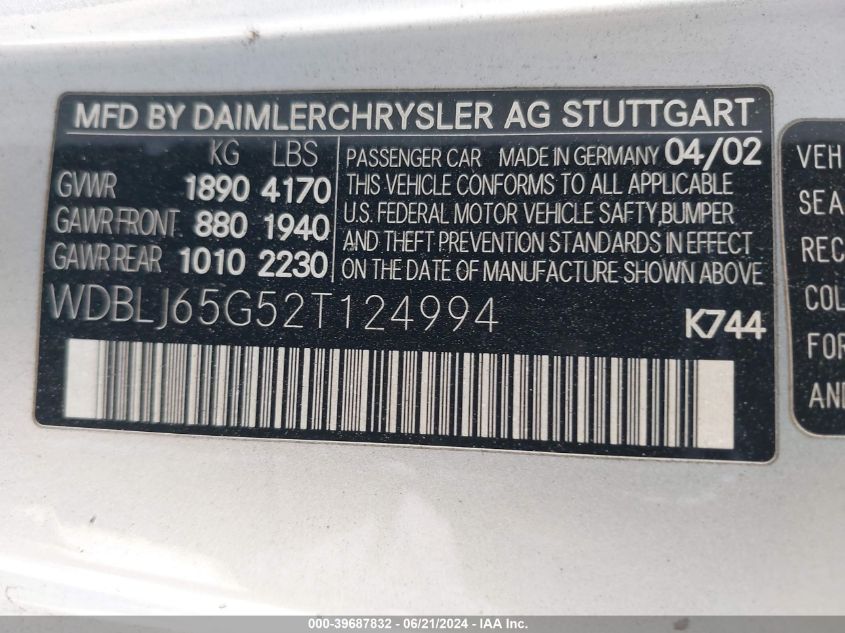 MFD BY DAIMLERCHRYSLER AG STUTTGART
KG LBS
GVWR 1890 4170
GAWR FRONT 880 1940
GAWR REAR 1010 2230
PASSENGER CAR MADE IN GERMANY 04/02
THIS VEHICLE CONFORMS TO ALL APPLICABLE
U.S. FEDERAL MOTOR VEHICLE SAFTY,BUMPER
AND THEFT PREVENTION STANDARDS IN EFFECT
ON THE DATE OF MANUFACTURE SHOWN ABOVE
WDBLJ65G52T124994
K744
VEH
SEA
REC
COL
FOR
AND
000-39687832 - 06/21/2024 - IAA Inc.